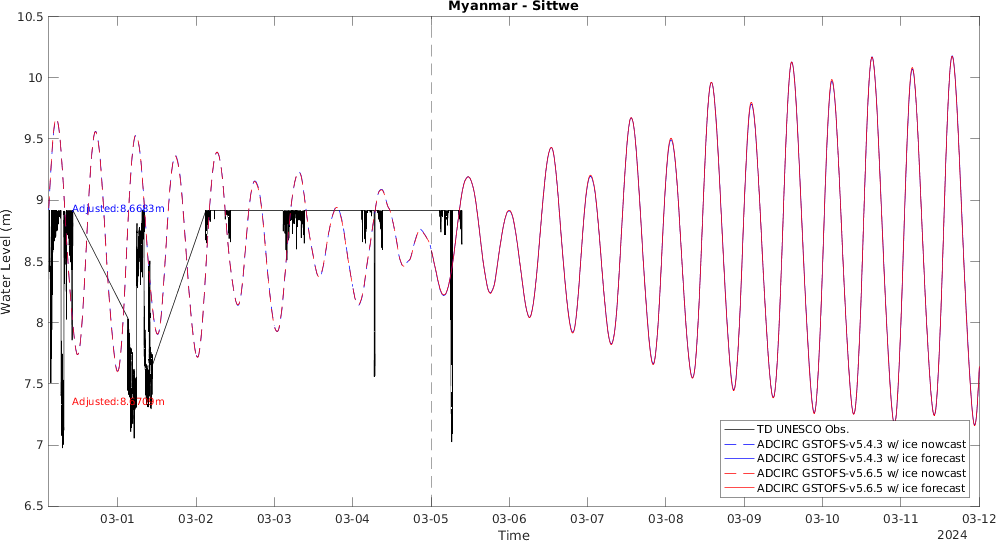 Myanmar - Sittwe
10.5
10
9.5
9
8.5
8
7.5
7
6.5
Water Level (m)
Adjusted:8.6683m
Adjusted:8.6709m
TD UNESCO Obs.
ADCIRC GSTOFS-v5.4.3 w/ ice nowcast
ADCIRC GSTOFS-v5.4.3 w/ ice forecast
ADCIRC GSTOFS-v5.6.5 w/ ice nowcast
ADCIRC GSTOFS-v5.6.5 w/ ice forecast
03-01 03-02 03-03 03-04 03-05 03-06 03-07 03-08 03-09 03-10 03-11 03-12
Time
2024